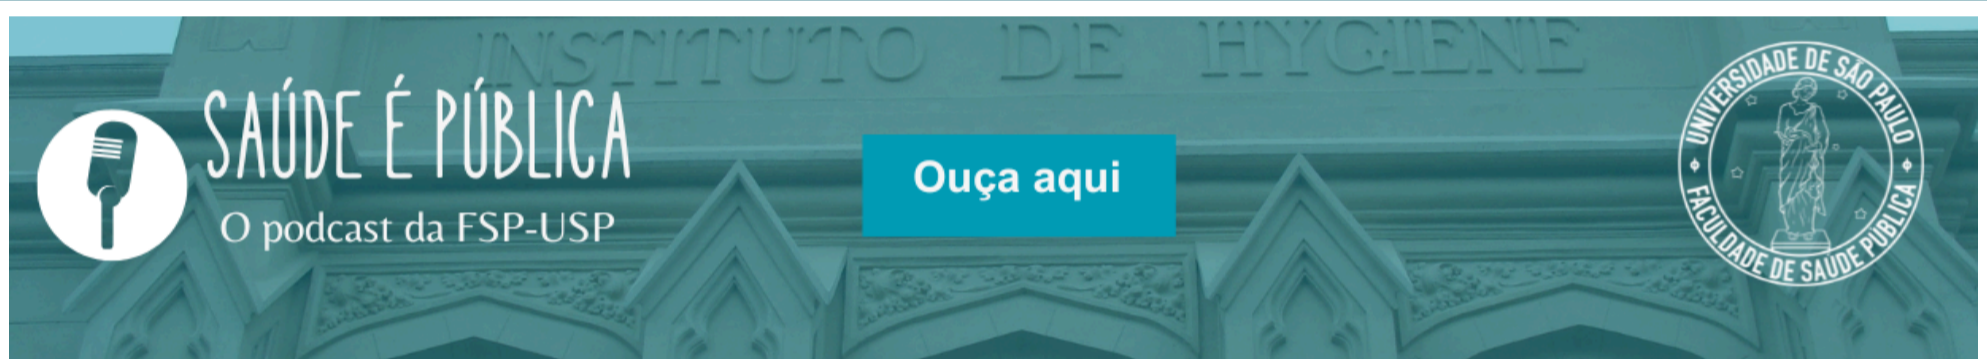 INSTITUTO DE HYGIENE
SAÚDE É PÚBLICA
O podcast da FSP-USP
Ouça aqui
UNIVERSIDADE DE SÃO PAULO
FACULDADE DE SAÚDE PÚBLICA